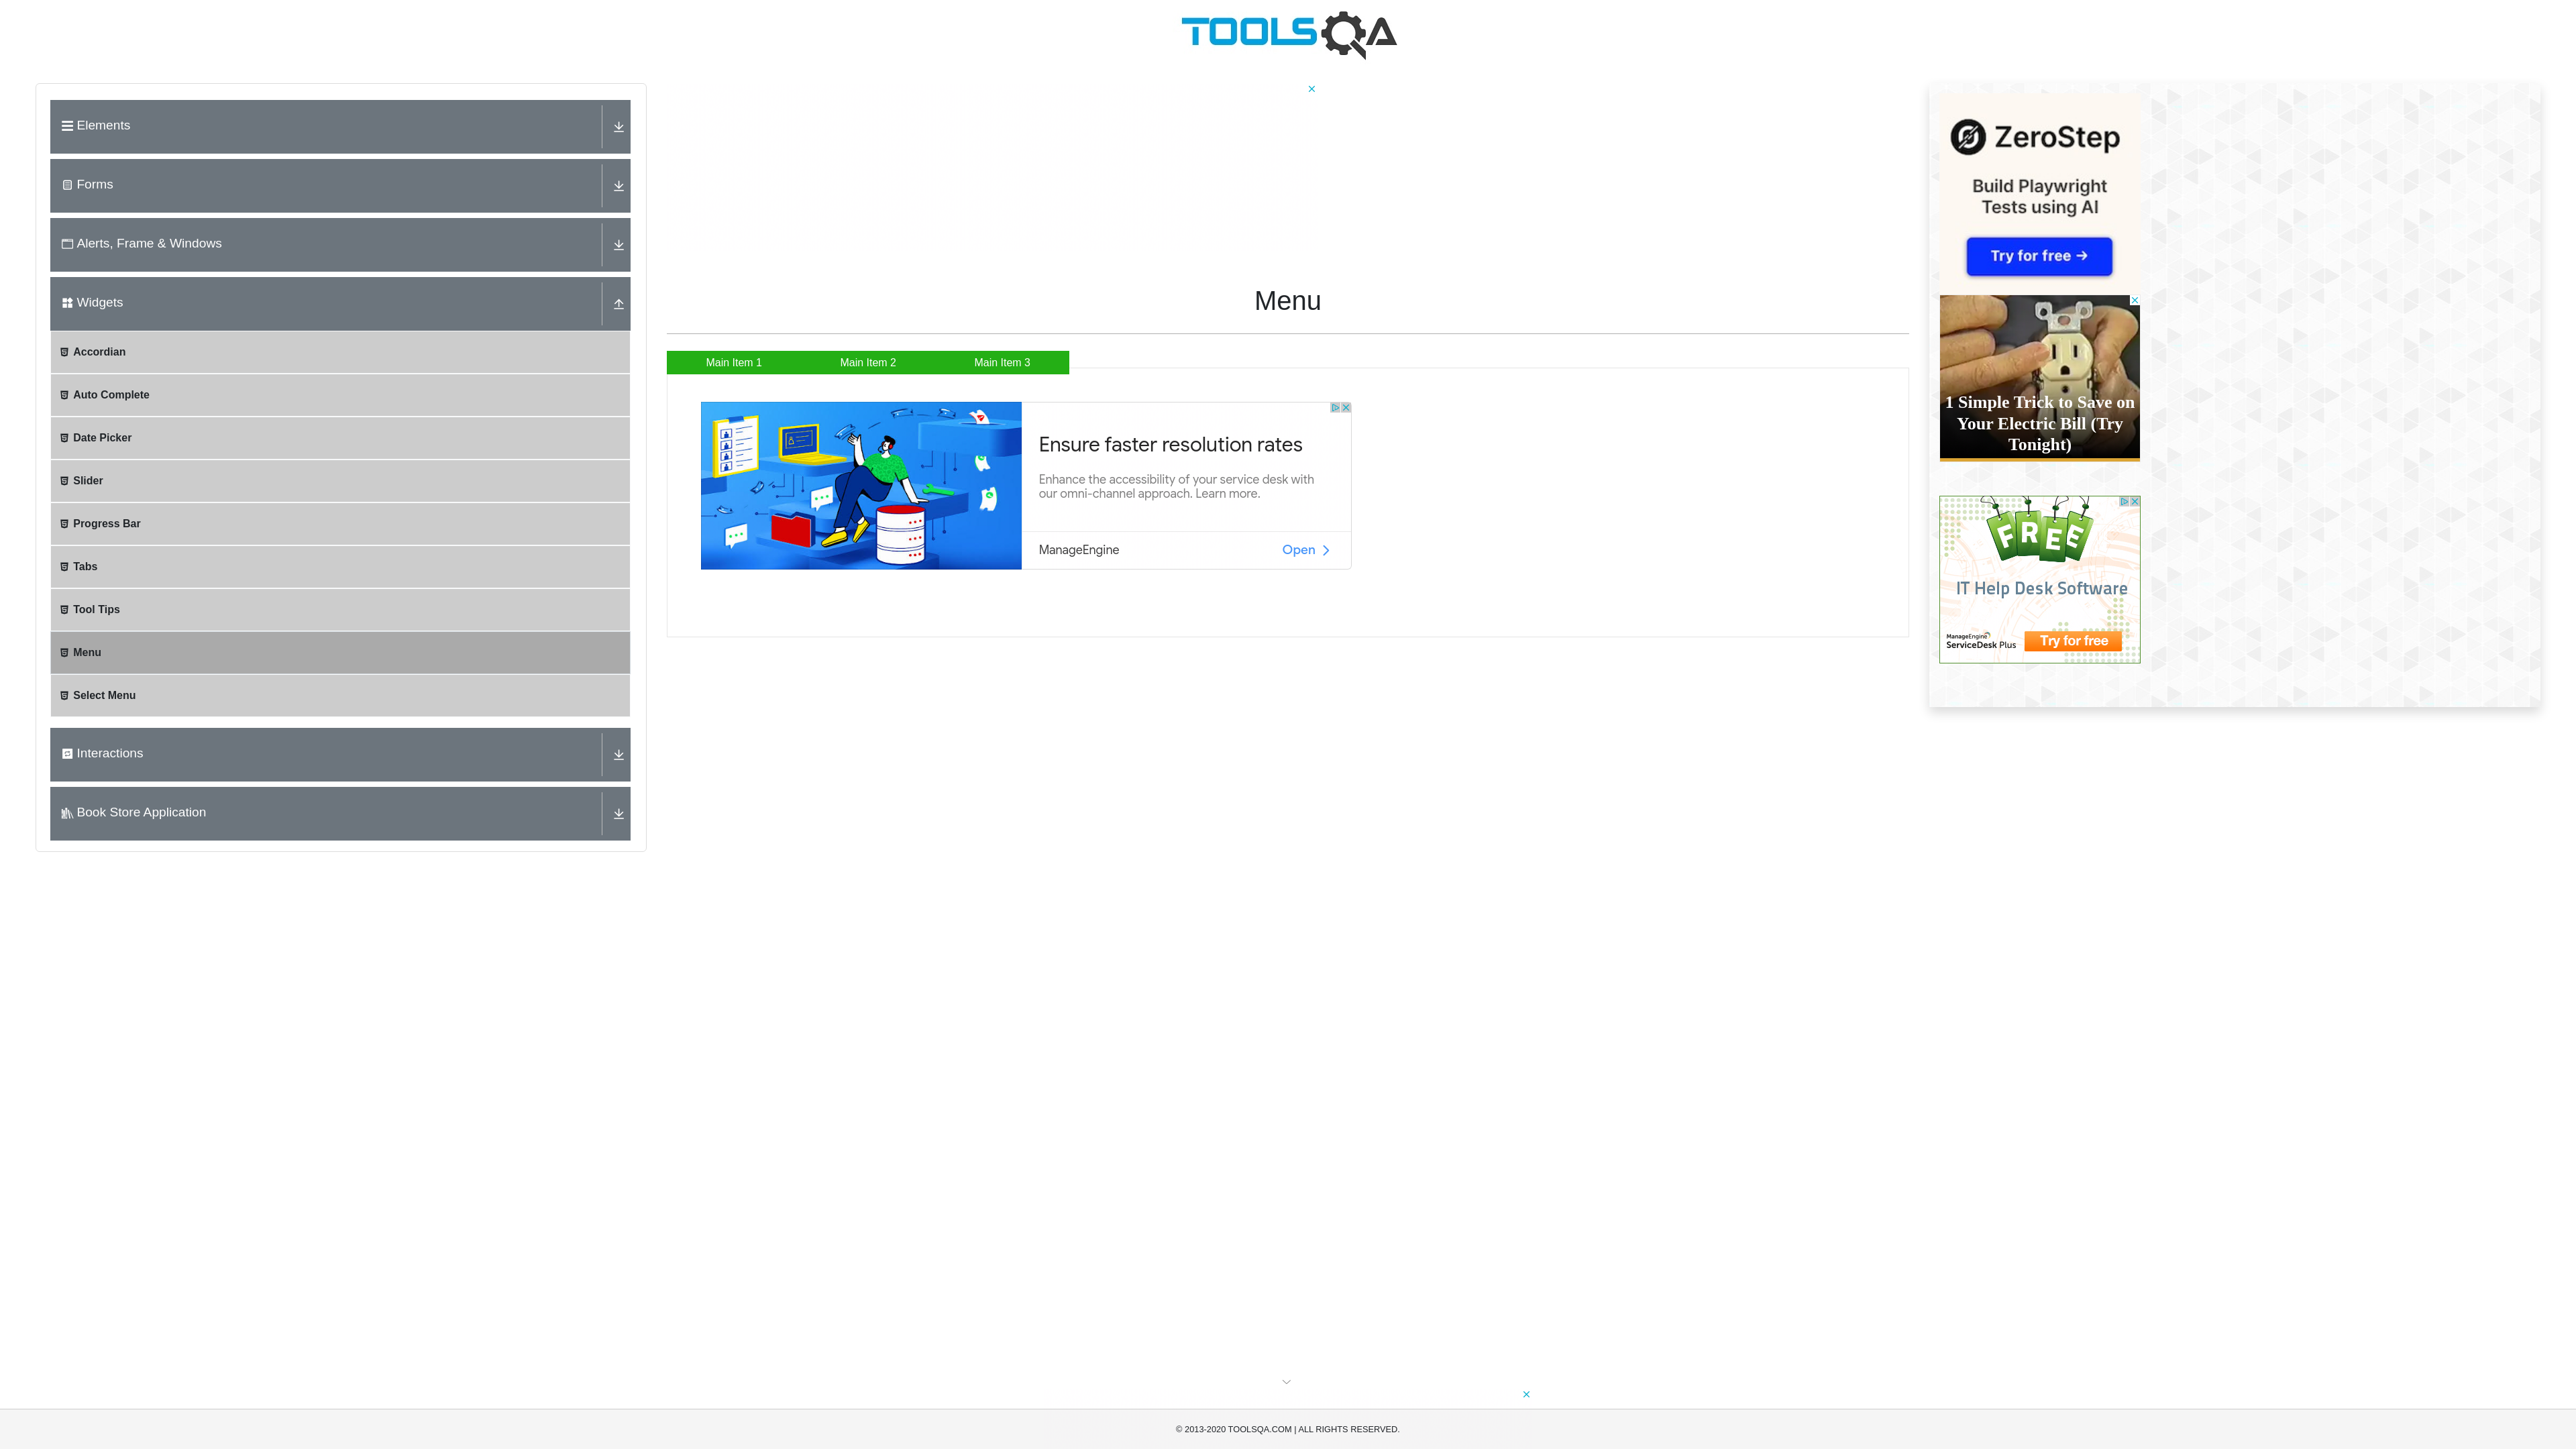 TOOLSQA
Elements
Forms
Alerts, Frame & Windows
Widgets
Accordian
Auto Complete
Date Picker
Slider
Progress Bar
Tabs
Tool Tips
Menu
Select Menu
Interactions
Book Store Application
Menu
Main Item 1
Main Item 2
Main Item 3
Ensure faster resolution rates
Enhance the accessibility of your service desk with
our omni-channel approach. Learn more.
ManageEngine
Open
ZeroStep
Build Playwright
Tests using AI
Try for free →
1 Simple Trick to Save on
Your Electric Bill (Try
Tonight)
FREE
IT Help Desk Software
ManageEngine
ServiceDesk Plus
Try for free
© 2013-2020 TOOLSQA.COM | ALL RIGHTS RESERVED.